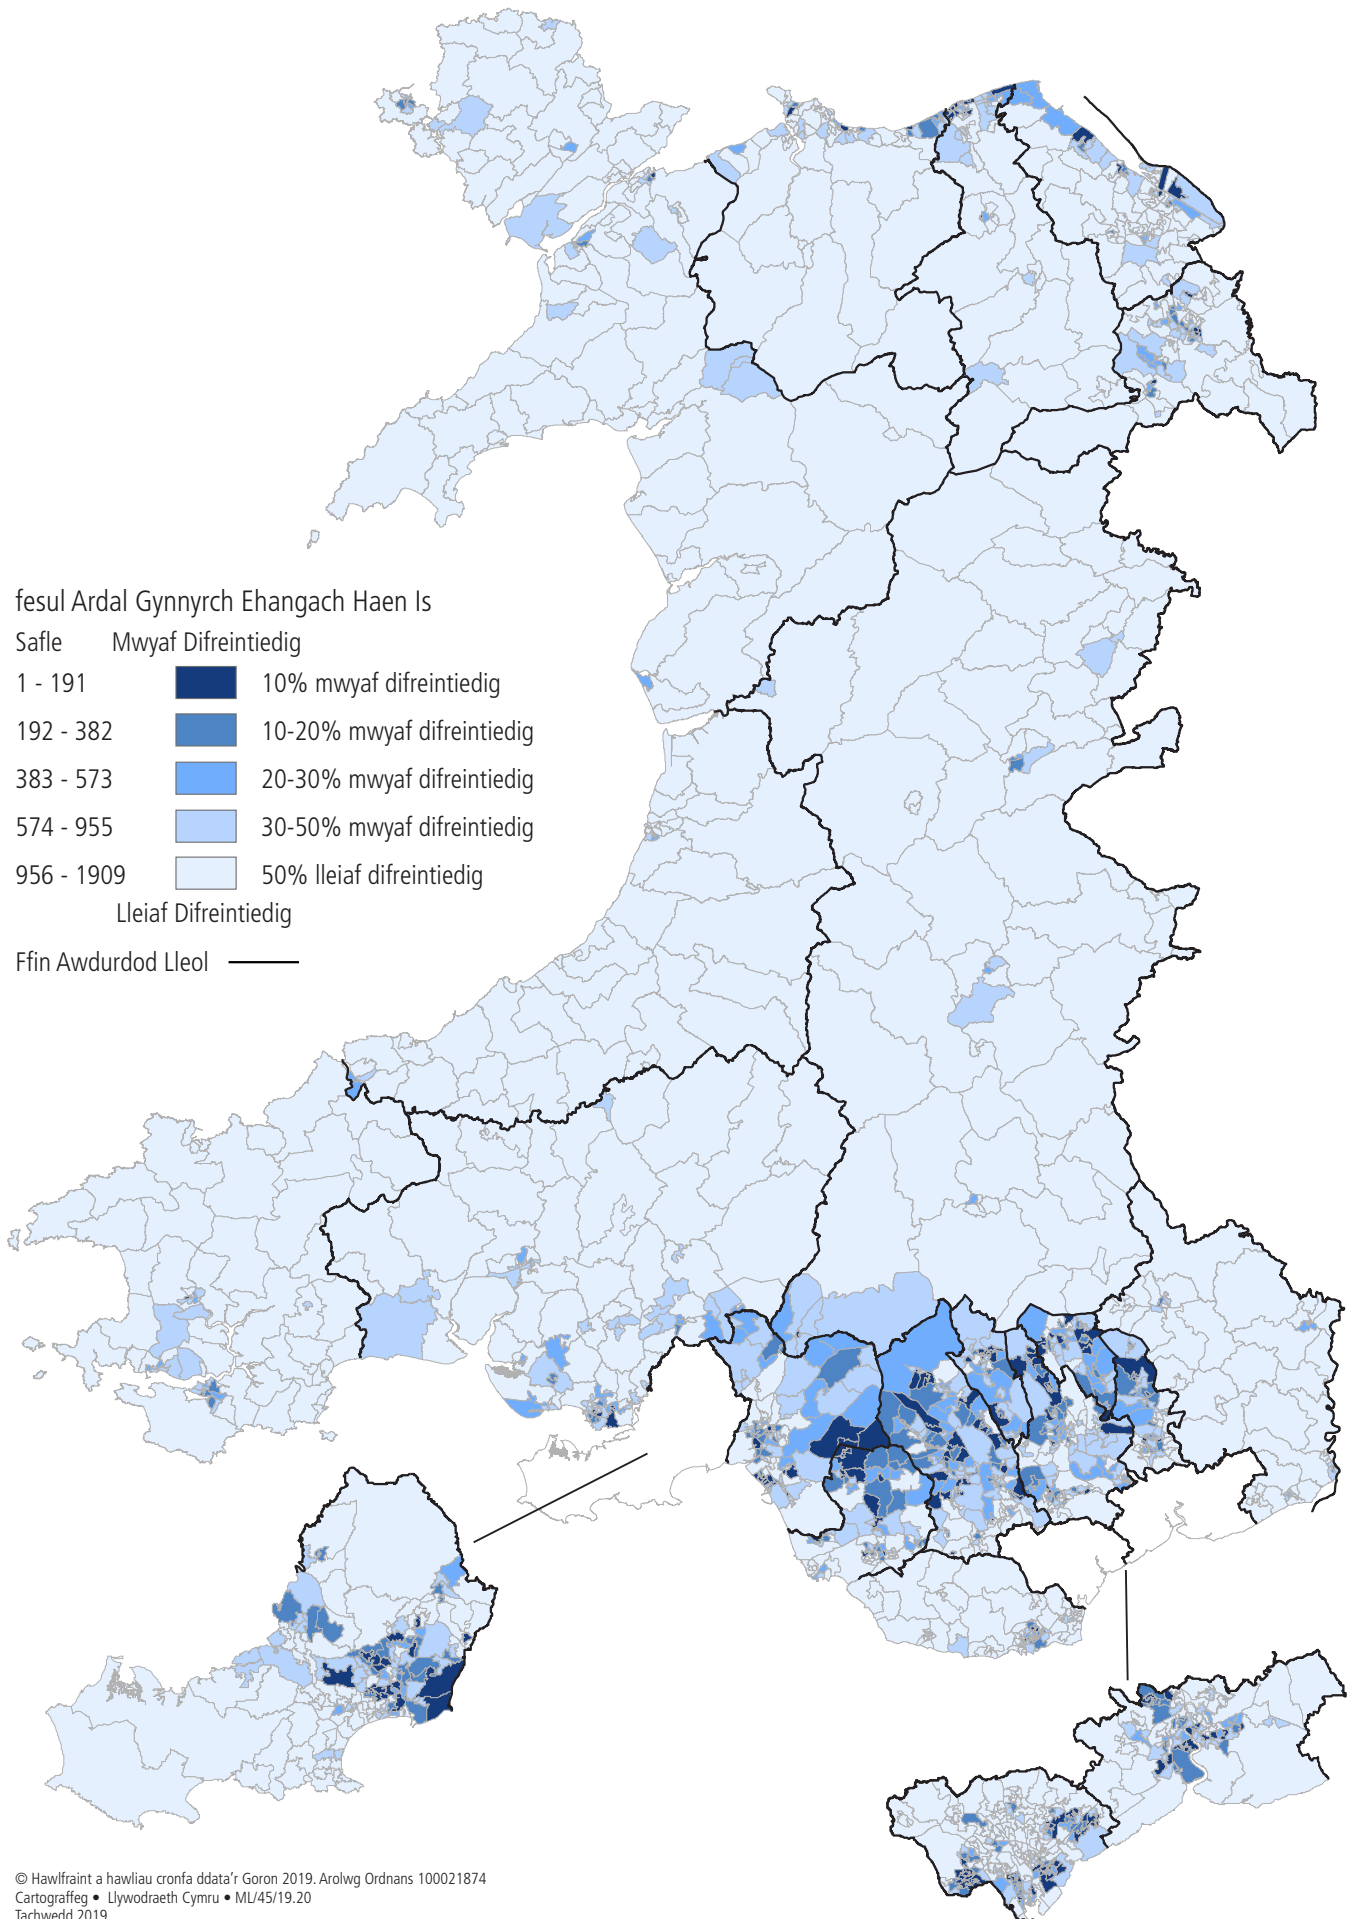 fesul Ardal Gynnyrch Ehangach Haen Is
Safle Mwyaf Difreintiedig
1 - 191 10% mwyaf difreintiedig
192 - 382 10-20% mwyaf difreintiedig
383 - 573 20-30% mwyaf difreintiedig
574 - 955 30-50% mwyaf difreintiedig
956 - 1909 50% lleiaf difreintiedig
Lleiaf Difreintiedig
Ffin Awdurdod Lleol
© Hawlfraint a hawliau cronfa ddata'r Goron 2019. Arolwg Ordnans 100021874
Cartograffeg • Llywodraeth Cymru • ML/45/19.20
Tachwedd 2019